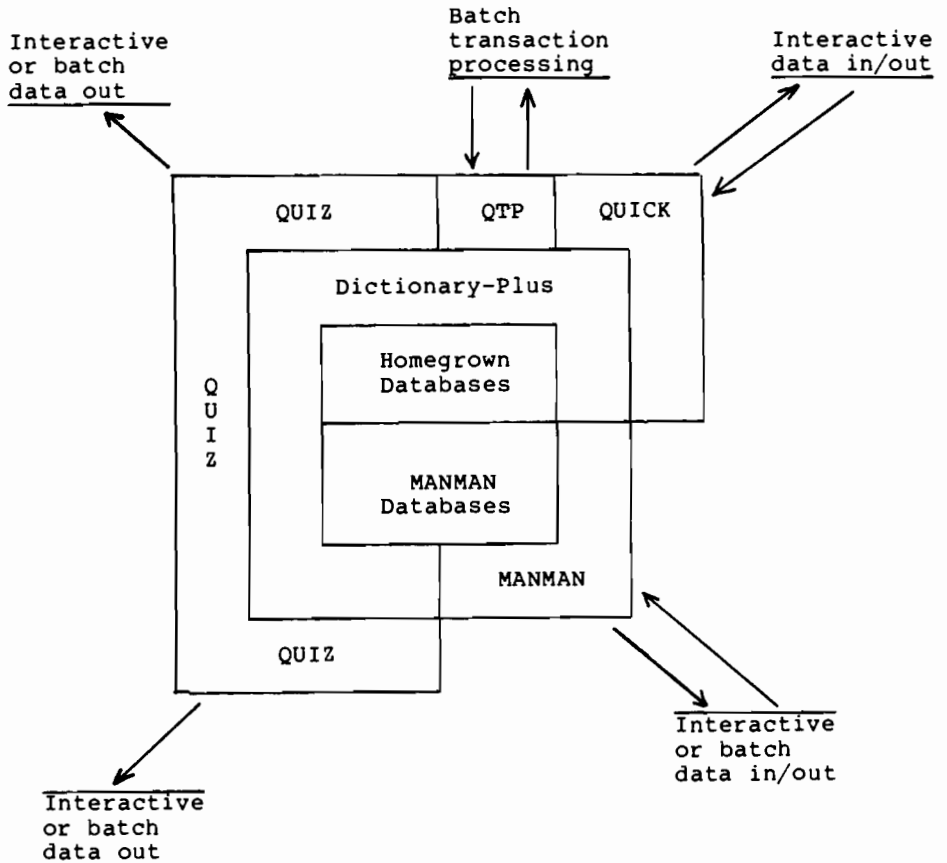 Interactive
or batch
data out
Batch
transaction
processing
Interactive
data in/out
QUIZ
QTP
QUICK
Dictionary-Plus
Homegrown
Databases
Q
U
I
Z
MANMAN
Databases
MANMAN
QUIZ
Interactive
or batch
data in/out
Interactive
or batch
data out